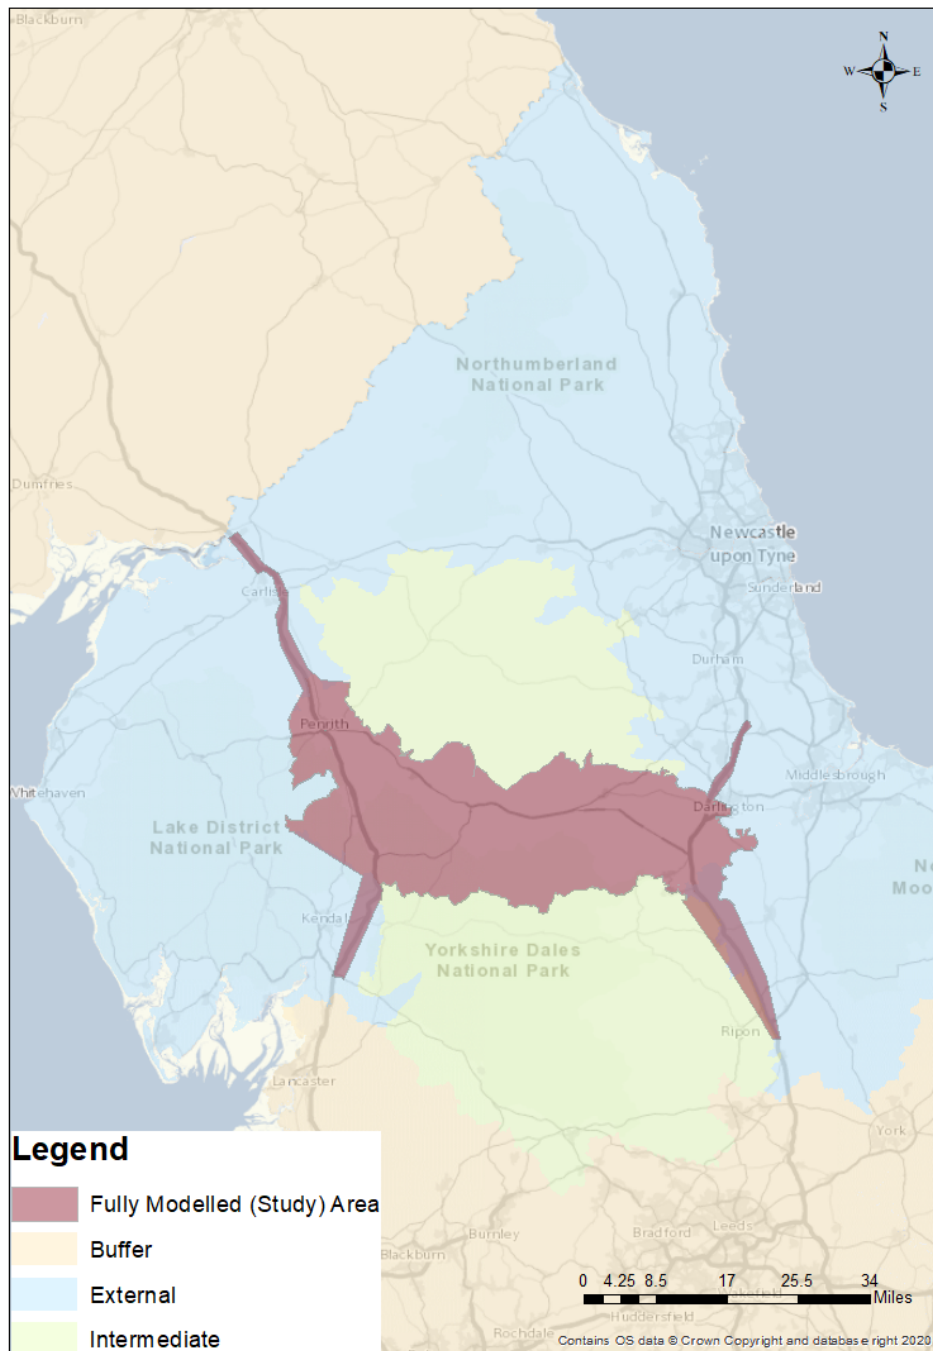 Blackburn
N
W E
S
Northumberland
National Park
Dumfries
Newcastle
upon Tyne
Sunderland
Carlisle
Durham
Penrith
Middlesbrough
Whitehaven
Darlington
Lake District
National Park
Ne
Moo
Kendal
Yorkshire Dales
National Park
Ripon
Lancaster
York
Legend
Fully Modelled (Study) Area
Buffer
External
Intermediate
Burnley
Bradford
Leeds
Blackburn
0 4.25 8.5 17 25.5 34
Miles
Wakefield
Huddersfield
Rochdale
Contains OS data © Crown Copyright and database right 2020